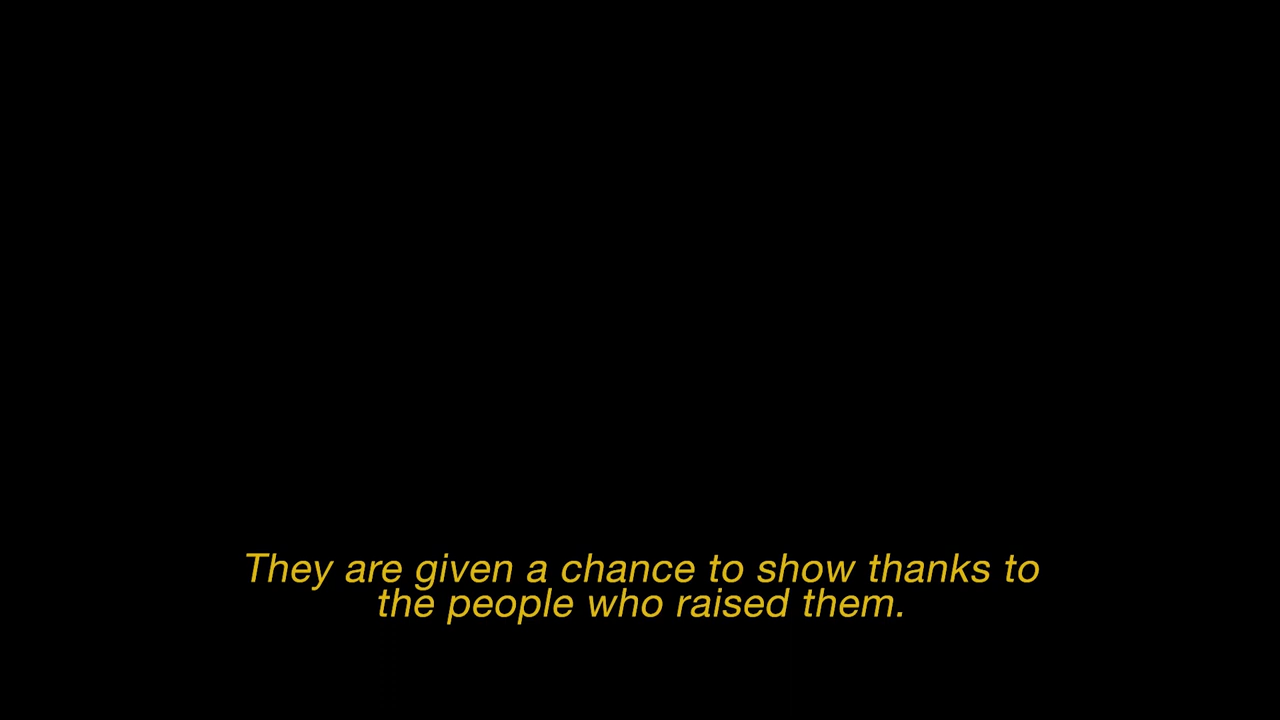 They are given a chance to show thanks to
the people who raised them.